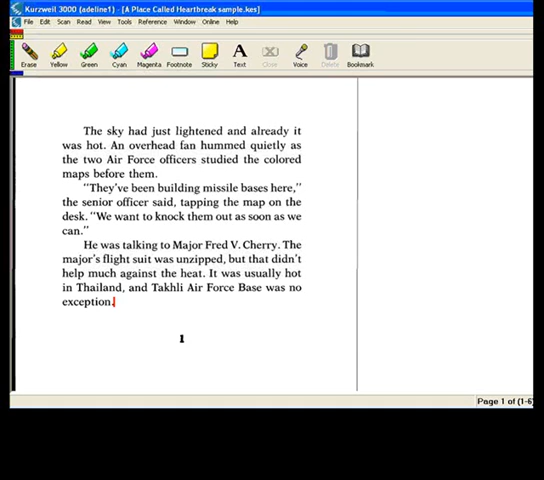 Kurzweil 3000 (adeline1) - [A Place Called Heartbreak sample.kes]
File Edit Scan Read View Tools Reference Window Online Help
Erase Yellow Green Cyan Magenta Footnote Sticky Text Close Voice Delete Bookmark
The sky had just lightened and already it
was hot. An overhead fan hummed quietly as
the two Air Force officers studied the colored
maps before them.
"They've been building missile bases here,"
the senior officer said, tapping the map on the
desk. "We want to knock them out as soon as we
can."
He was talking to Major Fred V. Cherry. The
major's flight suit was unzipped, but that didn't
help much against the heat. It was usually hot
in Thailand, and Takhli Air Force Base was no
exception.
1
Page 1 of (1-6)